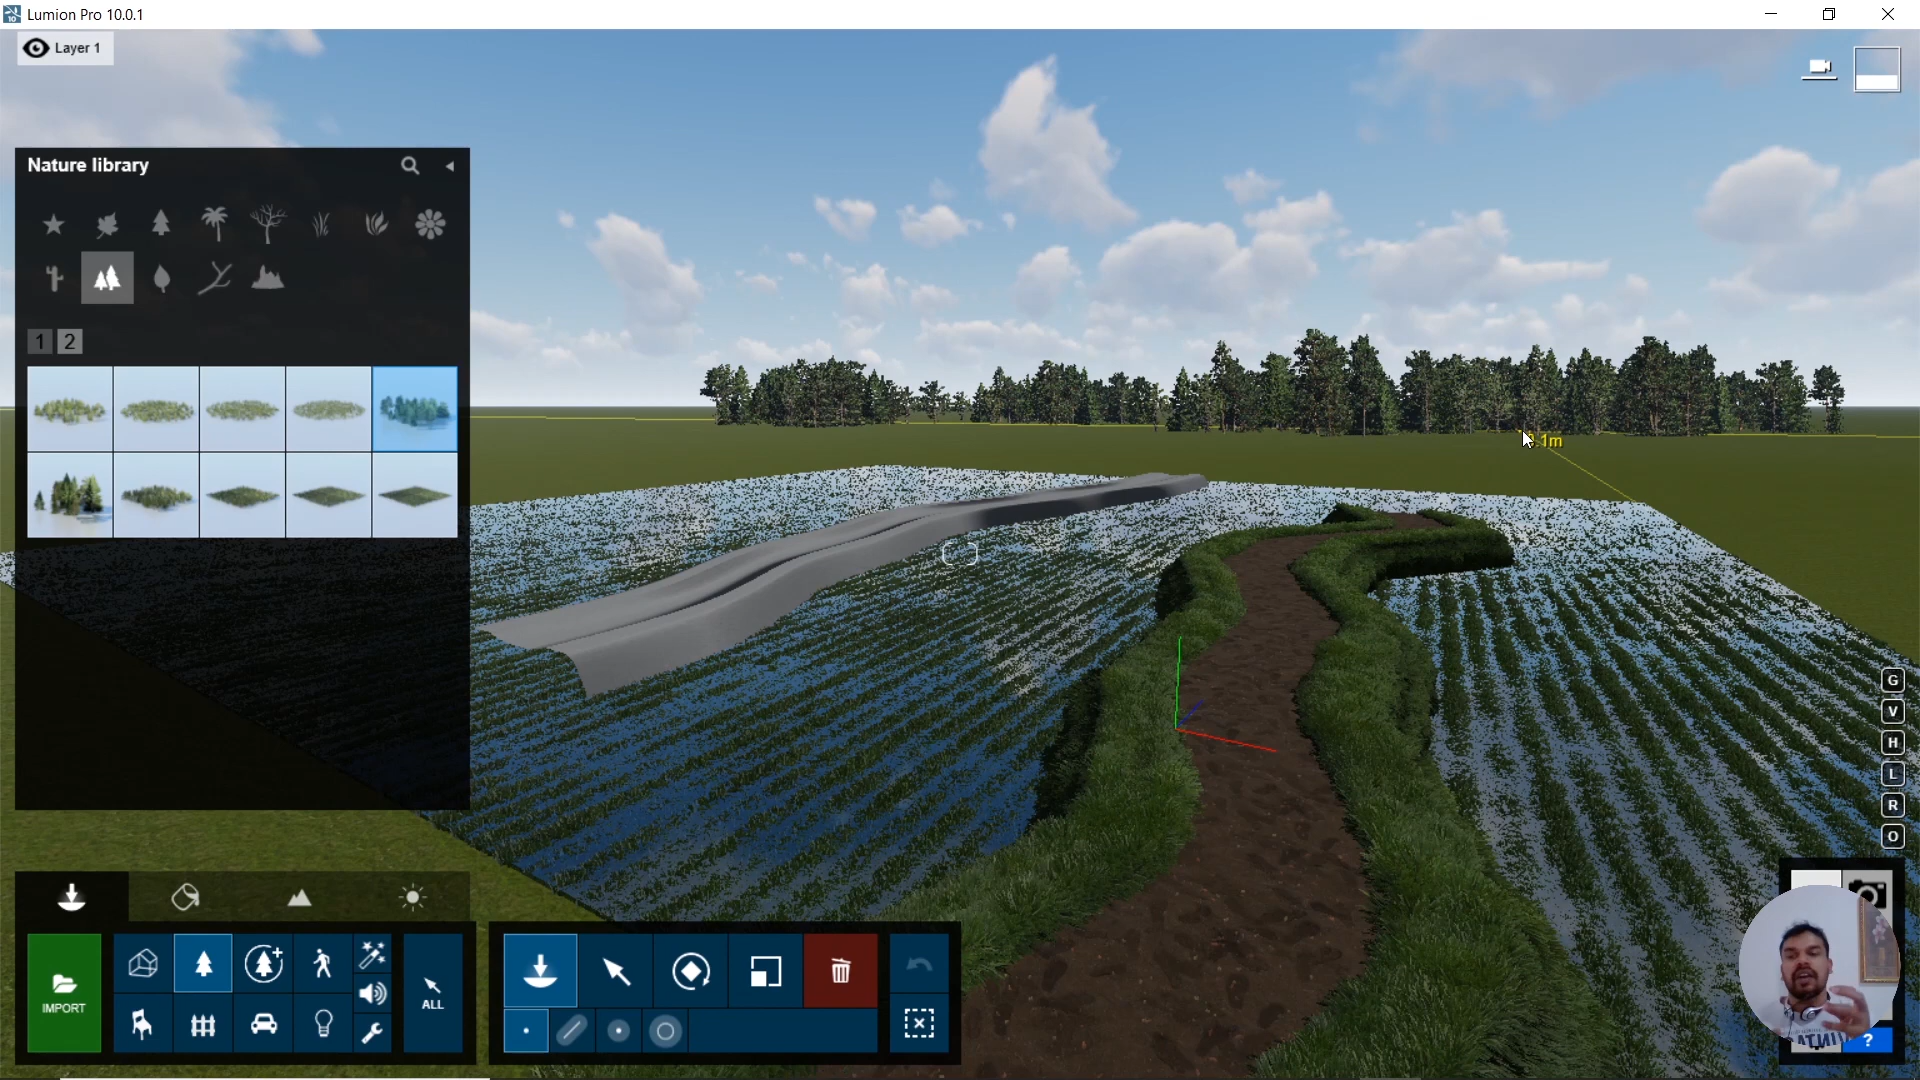 Lumion Pro 10.0.1
Layer 1
Nature library
1 2
1m
G
V
H
L
R
O
IMPORT
ALL
?